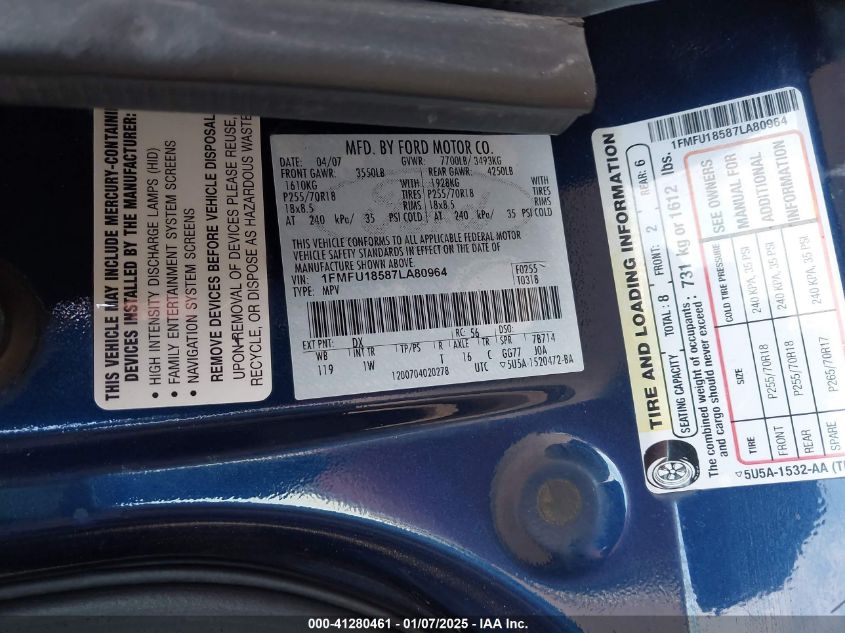 THIS VEHICLE MAY INCLUDE MERCURY-CONTAINING
DEVICES INSTALLED BY THE MANUFACTURER:
• HIGH INTENSITY DISCHARGE LAMPS (HID)
• FAMILY ENTERTAINMENT SYSTEM SCREENS
• NAVIGATION SYSTEM SCREENS
REMOVE DEVICES BEFORE VEHICLE DISPOSAL
UPON REMOVAL OF DEVICES PLEASE REUSE,
RECYCLE, OR DISPOSE AS HAZARDOUS WASTE
MFD. BY FORD MOTOR CO.
DATE: 04/07 GVWR: 7700LB/ 3493KG
FRONT GAWR: 3550LB REAR GAWR: 4250LB
1610KG WITH 1928KG WITH
P255/70R18 TIRES P255/70R18 TIRES
18x8.5 RIMS 18x8.5 RIMS
AT 240 kPa/ 35 PSI COLD AT 240 kPa/ 35 PSI COLD
THIS VEHICLE CONFORMS TO ALL APPLICABLE FEDERAL MOTOR
VEHICLE SAFETY STANDARDS IN EFFECT ON THE DATE OF
MANUFACTURE SHOWN ABOVE.
VIN: 1FMFU18587LA80964 F0255
TYPE: MPV T0318
EXT PNT: DX RC: 56 DSO:
WB INT TR TP/PS R AXLE TR SPR 7B714
119 1W T 16 C GG77 JOA
1200704020278 UTC ▽5U5A-1520472-BA
1FMFU18587LA80964
TIRE AND LOADING INFORMATION
SEATING CAPACITY TOTAL: 8 FRONT: 2 REAR: 6
The combined weight of occupants
and cargo should never exceed: 731 kg or 1612 lbs.
TIRE SIZE COLD TIRE PRESSURE SEE OWNERS
FRONT P255/70R18 240 KPA, 35 PSI MANUAL FOR
REAR P255/70R18 240 KPA, 35 PSI ADDITIONAL
SPARE P265/70R17 240 KPA, 35 PSI INFORMATION
▽5U5A-1532-AA
000-41280461 - 01/07/2025 - IAA Inc.